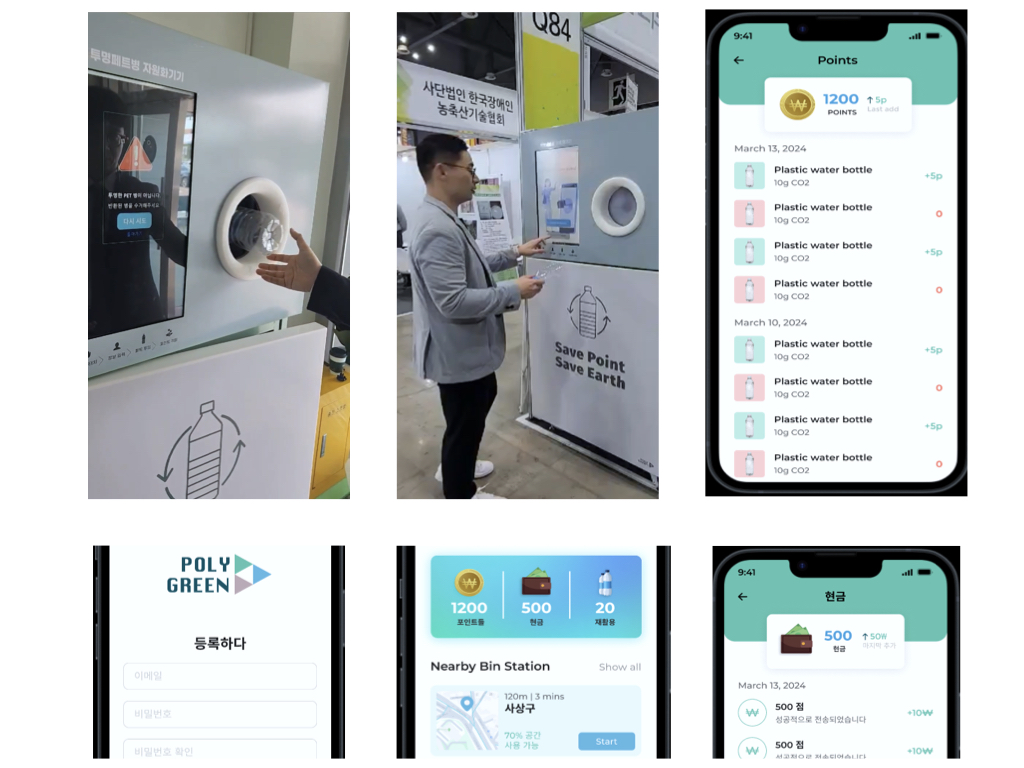 투명페트병 자원회수기기
투명한 PET 병이 아닙니다
반환된 병을 수거해주세요
다시 시도
Q84
사단법인 한국장애인
농축산기술협회
Save Point
Save Earth
9:41
Points
1200
POINTS
↑ 5p
Last add
March 13, 2024
Plastic water bottle
10g CO2
+5p
Plastic water bottle
10g CO2
0
Plastic water bottle
10g CO2
+5p
Plastic water bottle
10g CO2
0
March 10, 2024
Plastic water bottle
10g CO2
+5p
Plastic water bottle
10g CO2
0
Plastic water bottle
10g CO2
+5p
Plastic water bottle
10g CO2
0
POLY
GREEN
등록하다
이메일
비밀번호
비밀번호 확인
1200
포인트들
500
현금
20
재활용
Nearby Bin Station
Show all
120m | 3 mins
사상구
70% 공간
사용 가능
Start
9:41
현금
500
현금
↑ 50₩
마지막 추가
March 13, 2024
500 점
성공적으로 전송되었습니다
+10₩
500 점
성공적으로 전송되었습니다
+10₩